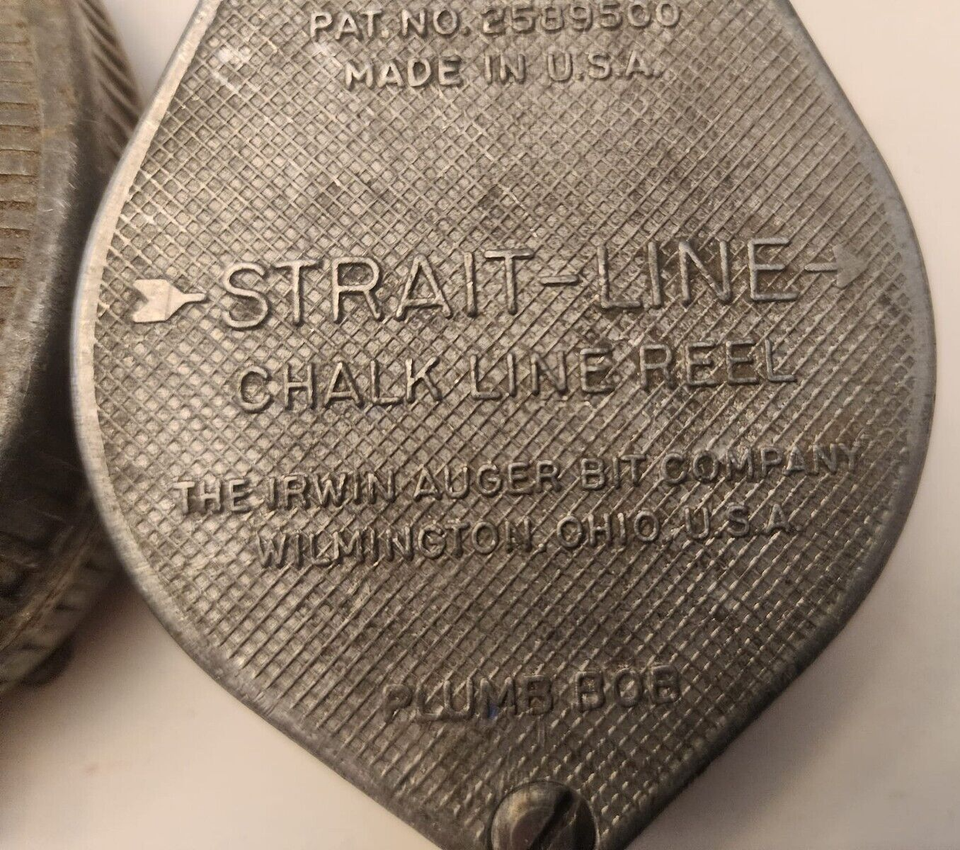 PAT. NO. 2589500
MADE IN U.S.A.
STRAIT-LINE
CHALK LINE REEL
THE IRWIN AUGER BIT COMPANY
WILMINGTON, OHIO, U.S.A.
PLUMB BOB